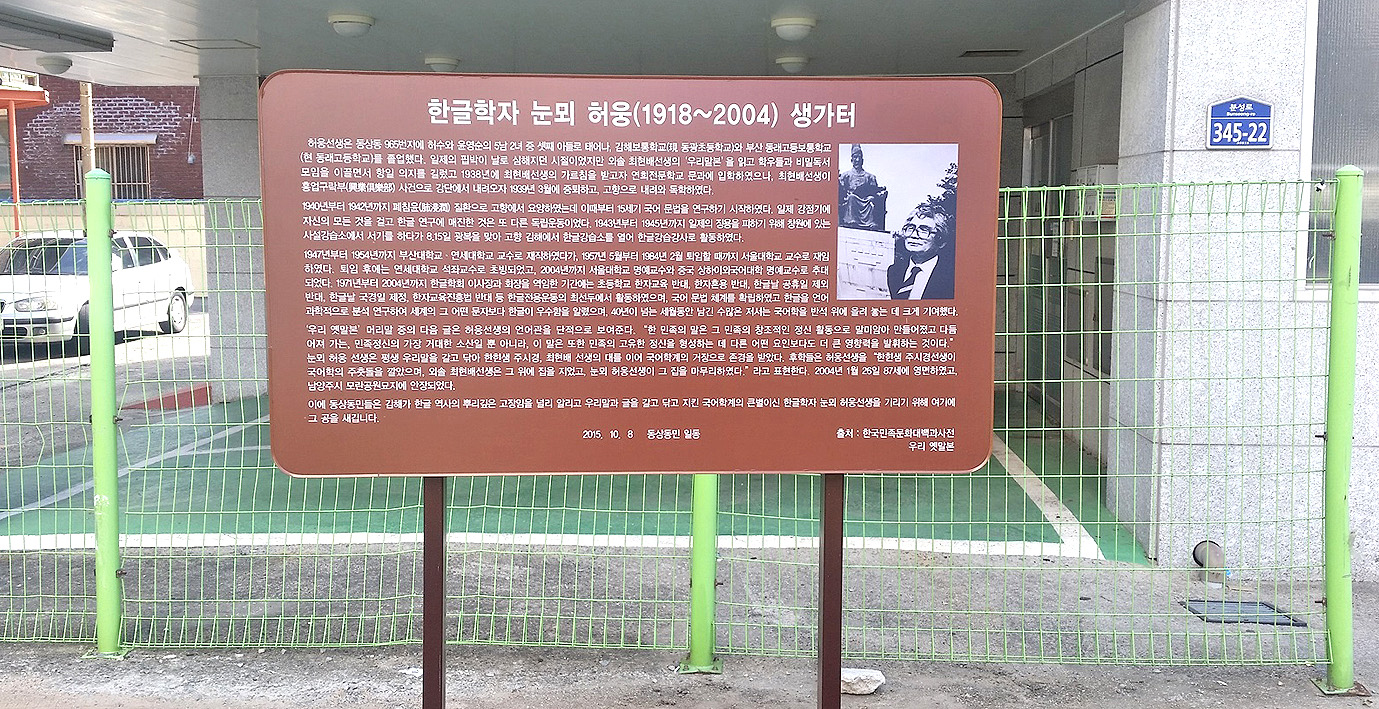 한글학자 눈뫼 허웅(1918~2004) 생가터
허웅선생은 동상동 965번지에 허수와 윤영순의 5남 2녀 중 셋째 아들로 태어나, 김해보통학교(現 동광초등학교)와 부산 동래고등보통학교
(현 동래고등학교)를 졸업했다. 일제의 핍박이 날로 심해지던 시절이었지만 외솔 최현배선생의 '우리말본'을 읽고 학우들과 비밀독서
모임을 이끌면서 항일 의지를 길렀고 1938년에 최현배선생의 가르침을 받고자 연희전문학교 문과에 입학하였으나, 최현배선생이
흥업구락부(興業俱樂部) 사건으로 강단에서 내려오자 1939년 3월에 중퇴하고, 고향으로 내려와 독학하였다.
1940년부터 1942년까지 폐침윤(肺浸潤) 질환으로 고향에서 요양하였는데 이때부터 15세기 국어 문법을 연구하기 시작하였다. 일제 강점기에
자신의 모든 것을 걸고 한글 연구에 매진한 것은 또 다른 독립운동이었다. 1943년부터 1945년까지 일제의 징용을 피하기 위해 창원에 있는
사설강습소에서 서기를 하다가 8.15일 광복을 맞아 고향 김해에서 한글강습소를 열어 한글강습강사로 활동하였다.
1947년부터 1954년까지 부산대학교 · 연세대학교 교수로 재직하였다가, 1957년 5월부터 1984년 2월 퇴임할 때까지 서울대학교 교수로 재임
하였다. 퇴임 후에는 연세대학교 석좌교수로 초빙되었고, 2004년까지 서울대학교 명예교수와 중국 상하이외국어대학 명예교수로 추대
되었다. 1971년부터 2004년까지 한글학회 이사장과 회장을 역임한 기간에는 초등학교 한자교육 반대, 한자혼용 반대, 한글날 공휴일 제외
반대, 한글날 국경일 제정, 한자교육진흥법 반대 등 한글전용운동의 최선두에서 활동하였으며, 국어 문법 체계를 확립하였고 한글을 언어
과학적으로 분석 연구하여 세계의 그 어떤 문자보다 한글이 우수함을 알렸으며, 40년이 넘는 세월동안 남긴 수많은 저서는 국어학을 반석 위에 올려 놓는 데 크게 기여했다.
'우리 옛말본' 머리말 중의 다음 글은 허웅선생의 언어관을 단적으로 보여준다. "한 민족의 말은 그 민족의 창조적인 정신 활동으로 말미암아 만들어졌고 다듬
어져 가는, 민족정신의 가장 거대한 소산일 뿐 아니라, 이 말은 또한 민족의 고유한 정신을 형성하는 데 다른 어떤 요인보다도 더 큰 영향력을 발휘하는 것이다."
눈뫼 허웅 선생은 평생 우리말을 갈고 닦아 한힌샘 주시경, 최현배 선생의 대를 이어 국어학계의 거장으로 존경을 받았다. 후학들은 허웅선생을 "한힌샘 주시경선생이
국어학의 주춧돌을 깔았으며, 외솔 최현배선생은 그 위에 집을 지었고, 눈뫼 허웅선생이 그 집을 마무리하였다." 라고 표현한다. 2004년 1월 26일 87세에 영면하였고,
남양주시 모란공원묘지에 안장되었다.
이에 동상동민들은 김해가 한글 역사의 뿌리깊은 고장임을 널리 알리고 우리말과 글을 갈고 닦고 지킨 국어학계의 큰별이신 한글학자 눈뫼 허웅선생을 기리기 위해 여기에
그 공을 새깁니다.
2015. 10. 8 동상동민 일동
출처 : 한국민족문화대백과사전
우리 옛말본
분성로
Bunseong-ro
345-22